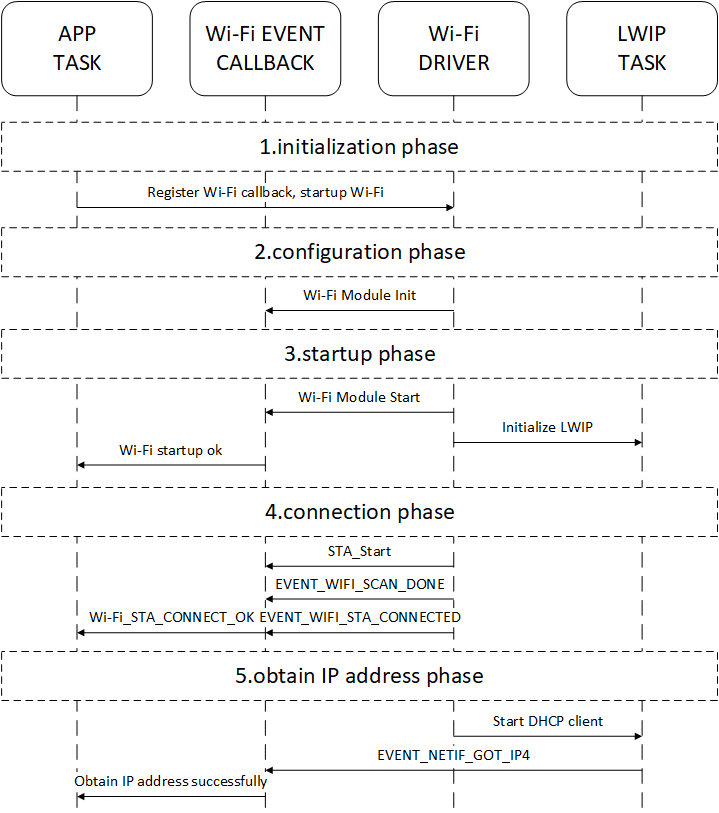 APP
TASK
Wi-Fi EVENT
CALLBACK
Wi-Fi
DRIVER
LWIP
TASK
1.initialization phase
Register Wi-Fi callback, startup Wi-Fi
2.configuration phase
Wi-Fi Module Init
3.startup phase
Wi-Fi Module Start
Initialize LWIP
Wi-Fi startup ok
4.connection phase
STA_Start
EVENT_WIFI_SCAN_DONE
Wi-Fi_STA_CONNECT_OK
EVENT_WIFI_STA_CONNECTED
5.obtain IP address phase
Start DHCP client
EVENT_NETIF_GOT_IP4
Obtain IP address successfully